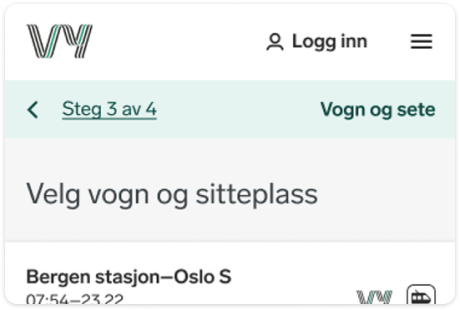 VY
Logg inn
Steg 3 av 4
Vogn og sete
Velg vogn og sitteplass
Bergen stasjon–Oslo S
07:54–23.22
VY